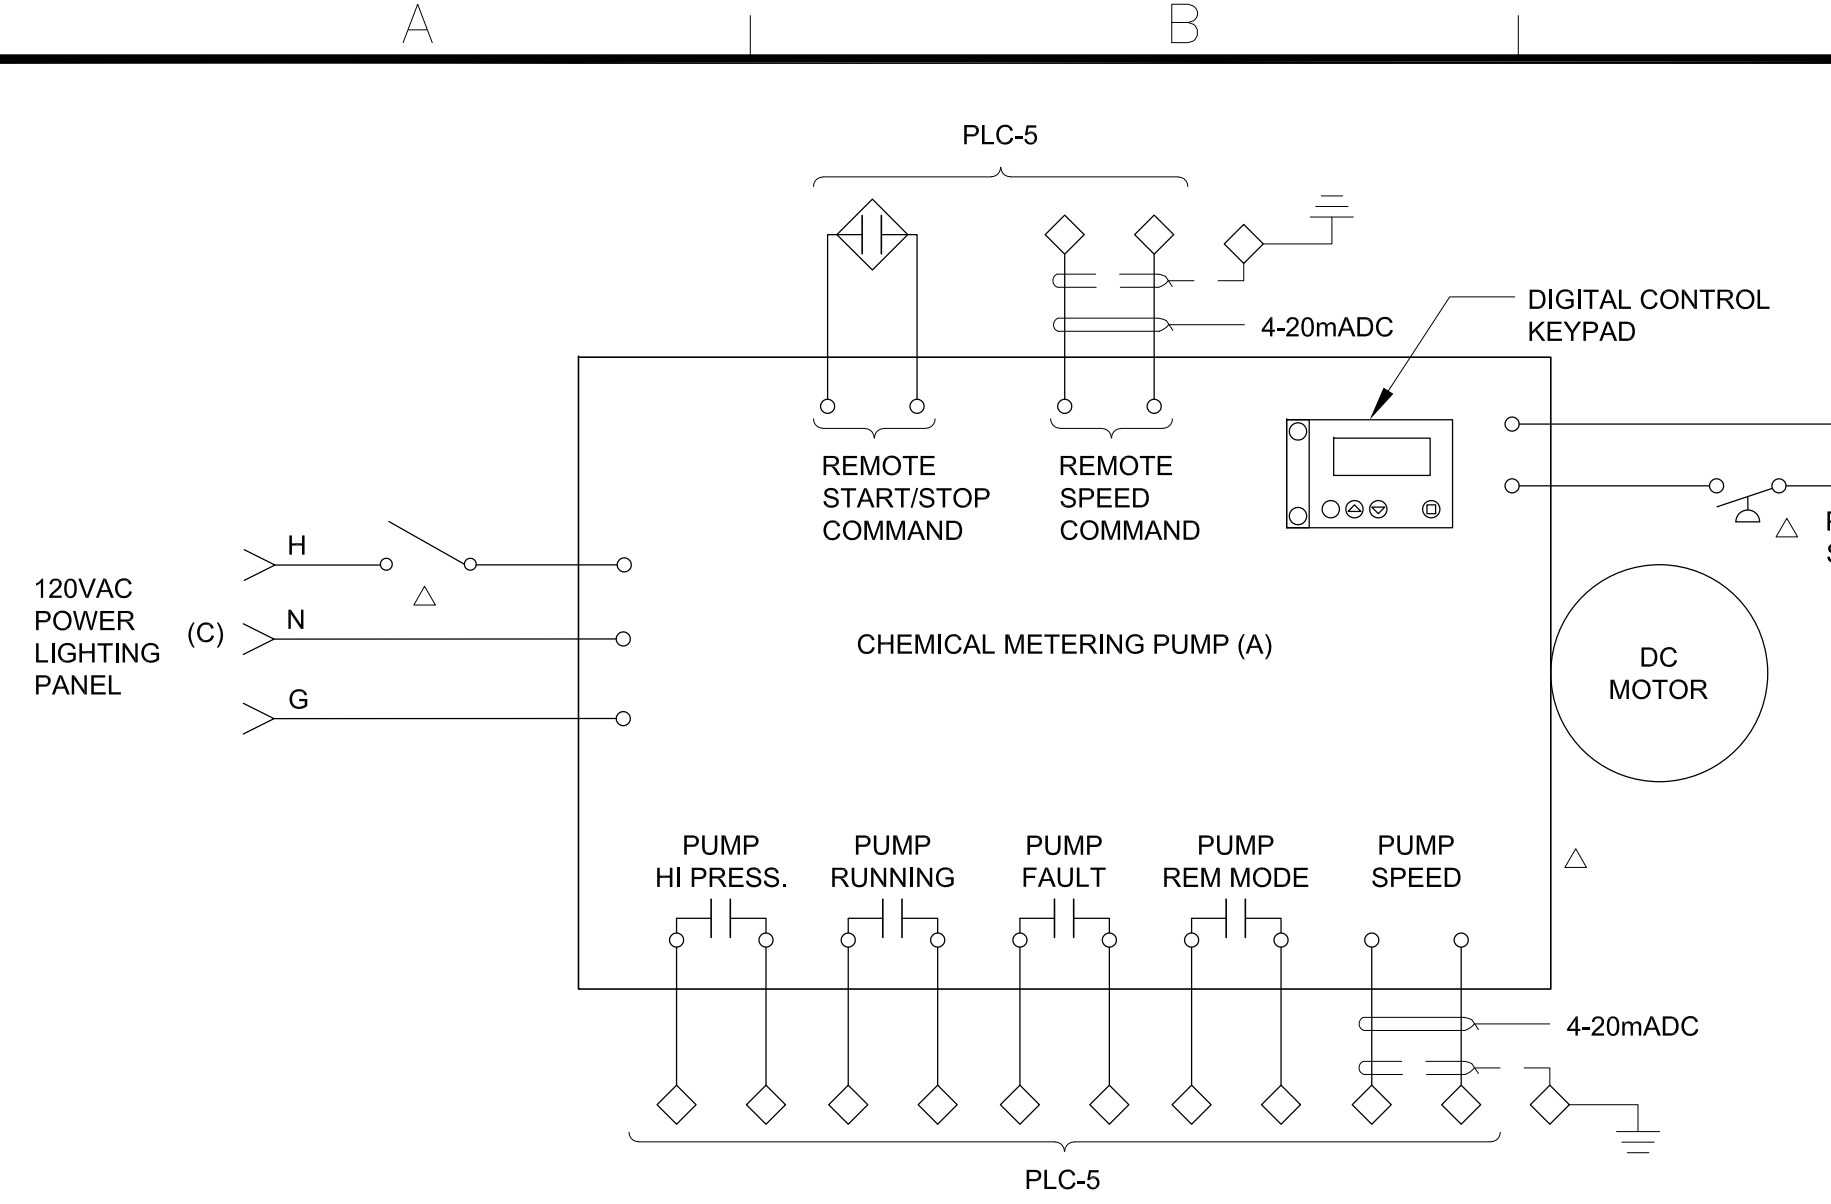 A
B
PLC-5
DIGITAL CONTROL
KEYPAD
4-20mADC
REMOTE
START/STOP
COMMAND
REMOTE
SPEED
COMMAND
H
120VAC
POWER
LIGHTING
PANEL
(C)
N
G
CHEMICAL METERING PUMP (A)
DC
MOTOR
PUMP
HI PRESS.
PUMP
RUNNING
PUMP
FAULT
PUMP
REM MODE
PUMP
SPEED
4-20mADC
PLC-5